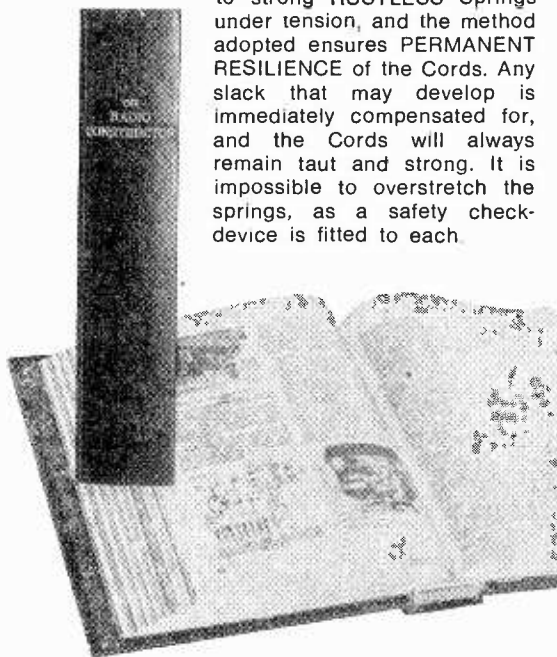 to strong RUSTLESS Springs
under tension, and the method
adopted ensures PERMANENT
RESILIENCE of the Cords. Any
slack that may develop is
immediately compensated for,
and the Cords will always
remain taut and strong. It is
impossible to overstretch the
springs, as a safety check-
device is fitted to each
RADIO
CONSTRUCTOR